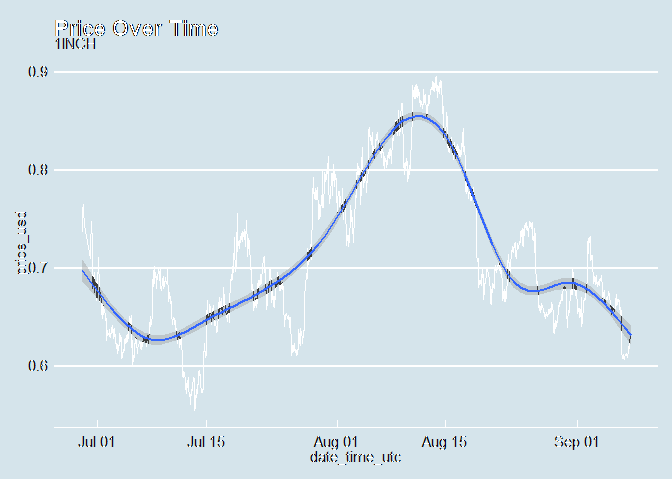 Price Over Time
1INCH
0.9
0.8
price_usd
0.7
0.6
Jul 01 Jul 15 Aug 01 Aug 15 Sep 01
date_time_utc